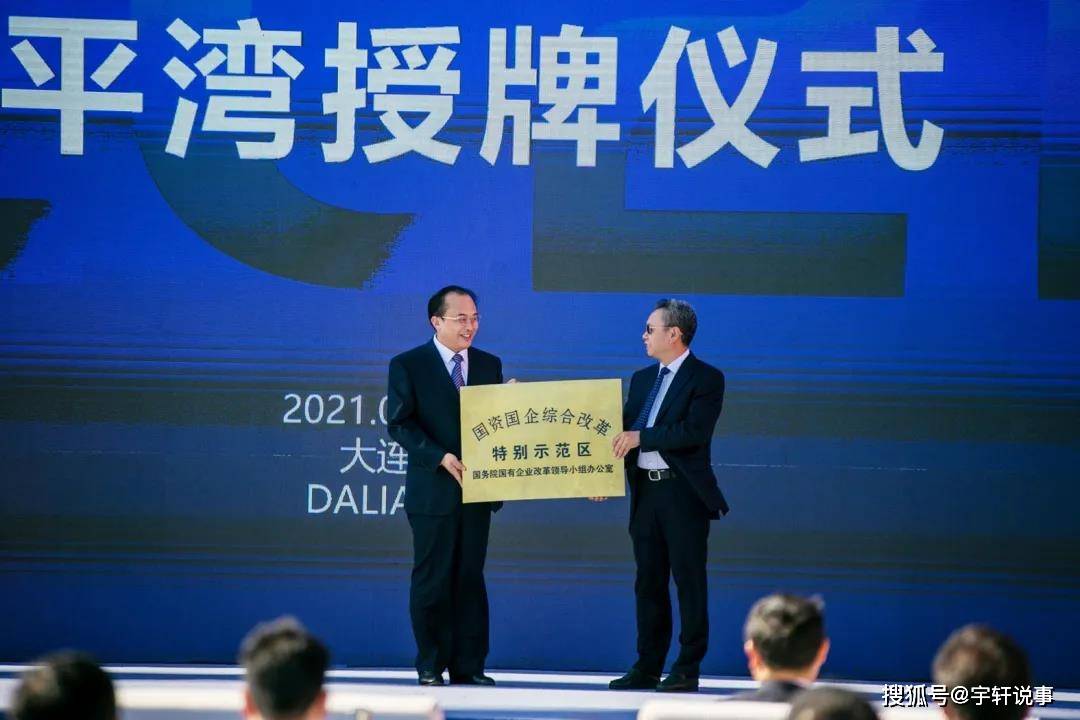 平湾授牌仪式
2021.0
大连
DALIA
国资国企综合改革
特别示范区
国务院国有企业改革领导小组办公室
搜狐号@宇轩说事